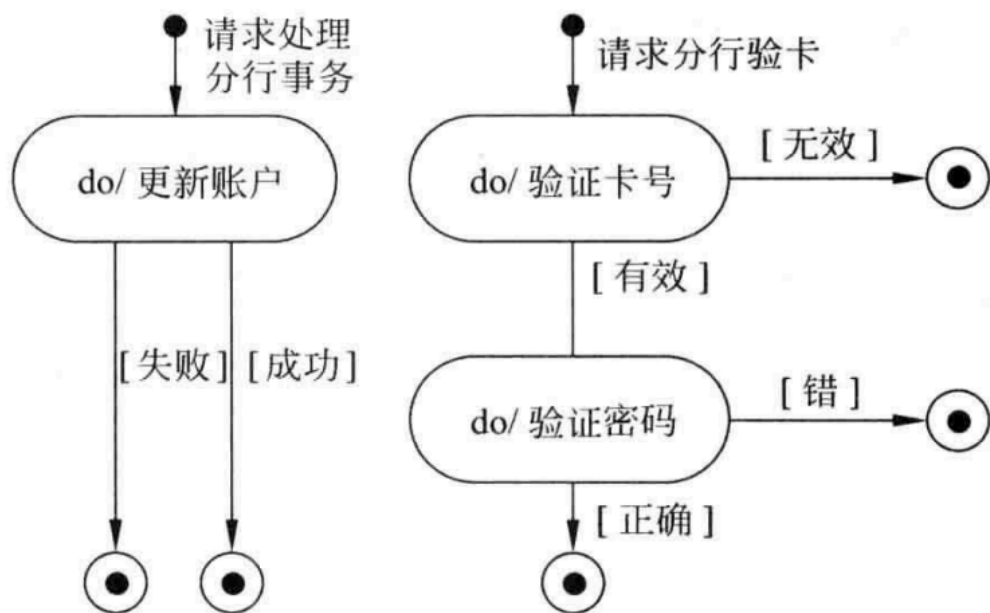 请求处理
分行事务
do/ 更新账户
[失败]
[成功]
请求分行验卡
do/ 验证卡号
[ 无效 ]
[ 有效 ]
do/ 验证密码
[ 错 ]
[ 正确 ]